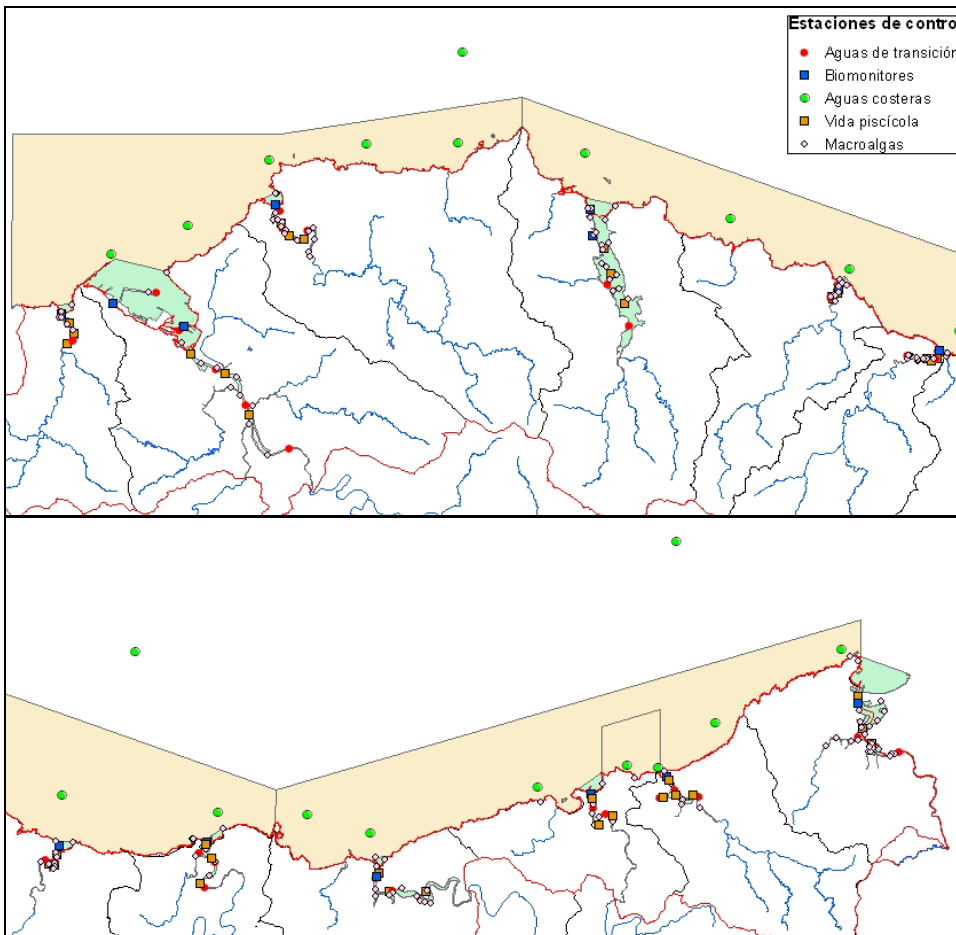 Estaciones de contro
Aguas de transición
Biomonitores
Aguas costeras
Vida piscícola
Macroalgas